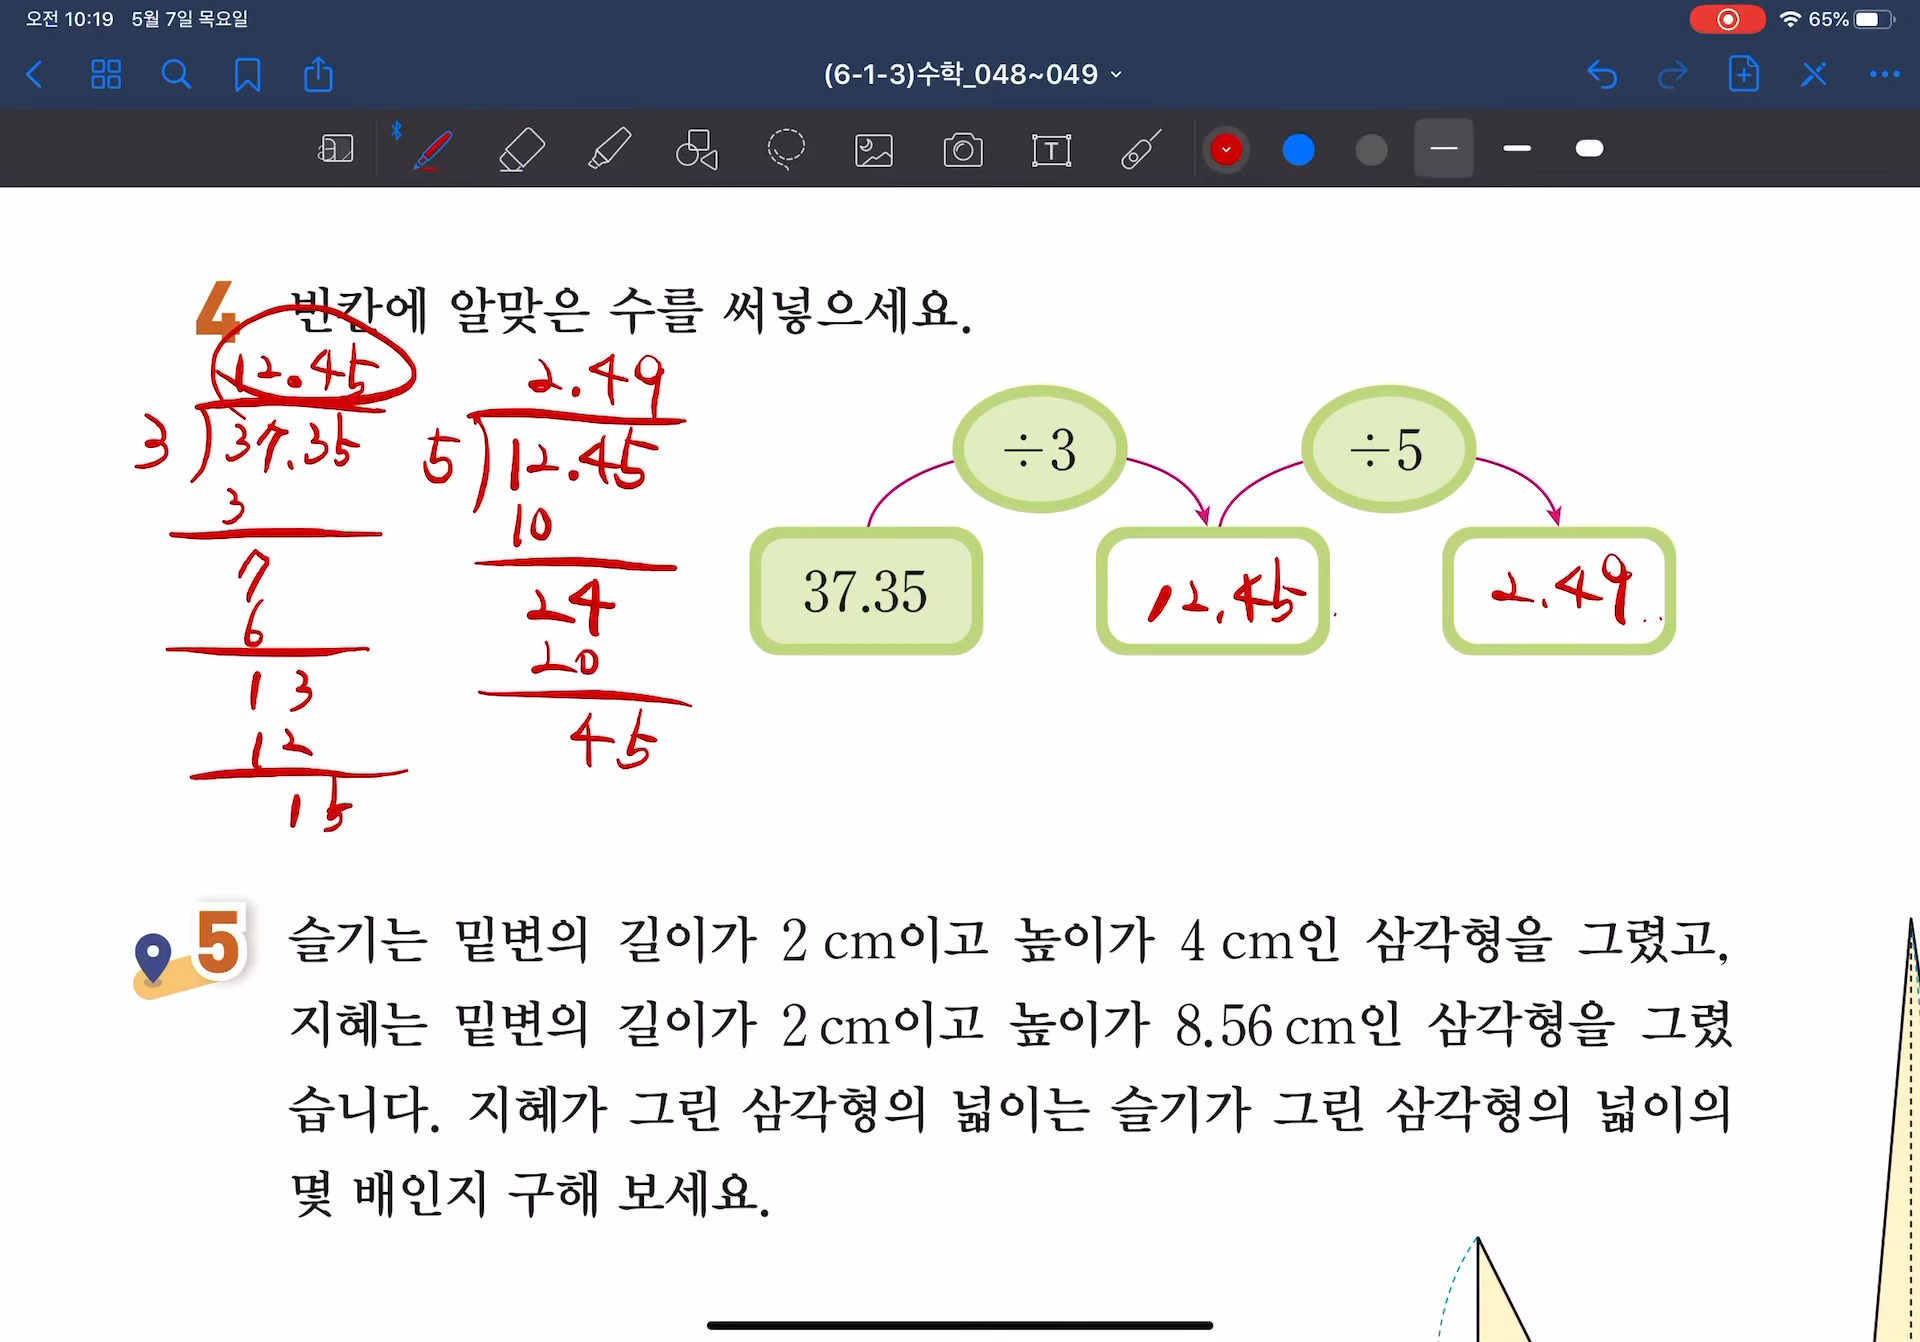 오전 10:19 5월 7일 목요일
65%
(6-1-3)수학_048~049
4 빈칸에 알맞은 수를 써넣으세요.
12.45
3 37.35
3
7
6
13
12
15
2.49
5 12.45
10
24
20
45
÷3
÷5
37.35
12.45
2.49
5 슬기는 밑변의 길이가 2 cm이고 높이가 4 cm인 삼각형을 그렸고,
지혜는 밑변의 길이가 2 cm이고 높이가 8.56 cm인 삼각형을 그렸
습니다. 지혜가 그린 삼각형의 넓이는 슬기가 그린 삼각형의 넓이의
몇 배인지 구해 보세요.